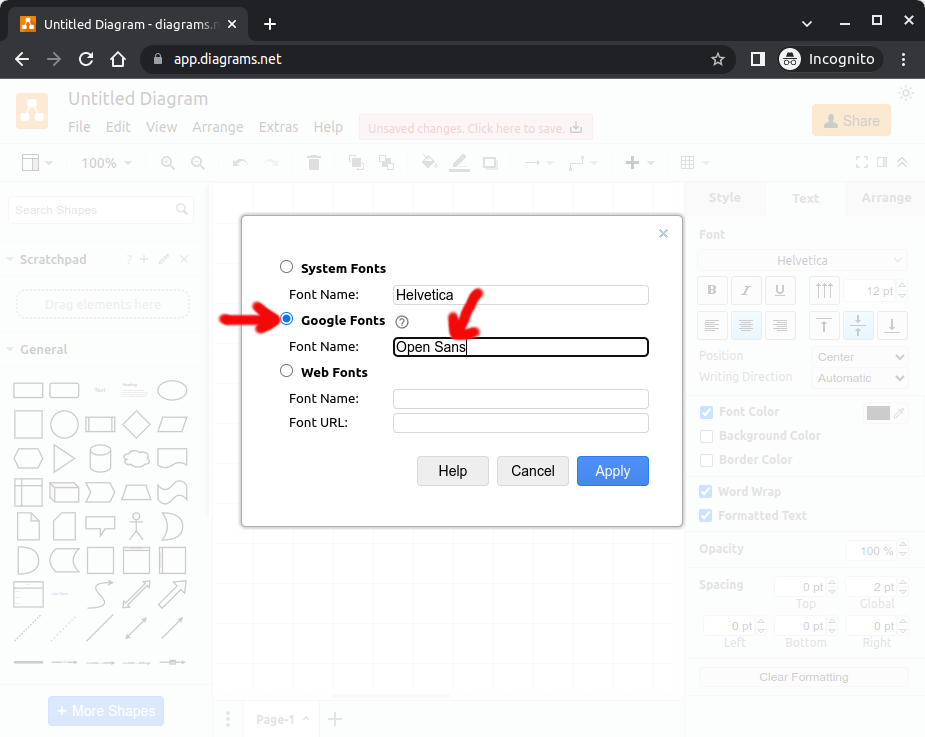 Untitled Diagram - diagrams.n
app.diagrams.net
Incognito
Untitled Diagram
File Edit View Arrange Extras Help
Unsaved changes. Click here to save.
Share
100%
Search Shapes
Scratchpad
?
Drag elements here
General
Text
Heading
List Item
+ More Shapes
System Fonts
Font Name: Helvetica
Google Fonts ?
Font Name: Open Sans
Web Fonts
Font Name:
Font URL:
Help Cancel Apply
Page-1
Style Text Arrange
Font
Helvetica
B I U 12 pt
Position Center
Writing Direction Automatic
Font Color
Background Color
Border Color
Word Wrap
Formatted Text
Opacity 100 %
Spacing 0 pt 2 pt
Top Global
0 pt 0 pt 0 pt
Left Bottom Right
Clear Formatting